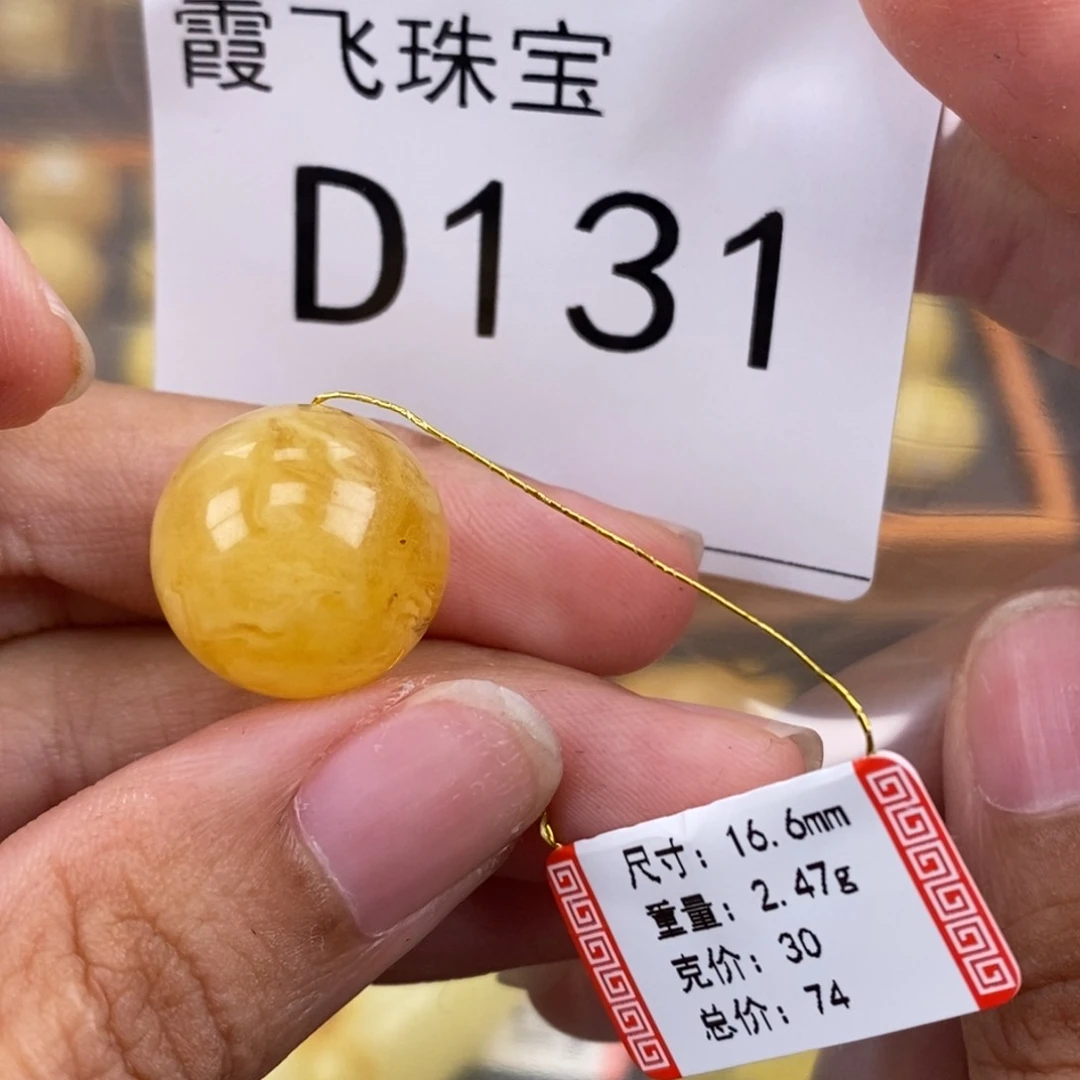 霞飞珠宝
D131
尺寸: 16.6mm
重量: 2.47g
克价: 30
总价: 74